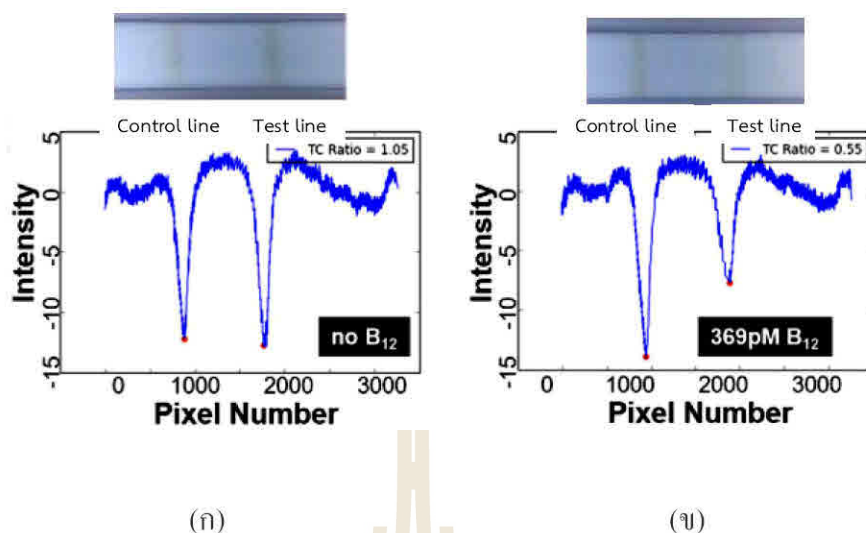 Control line Test line
TC Ratio = 1.05
5
0
-5
-10
-15
Intensity
no B12
0 1000 2000 3000
Pixel Number
(ก)
Control line Test line
TC Ratio = 0.55
5
0
-5
-10
-15
Intensity
369pM B12
0 1000 2000 3000
Pixel Number
(ข)